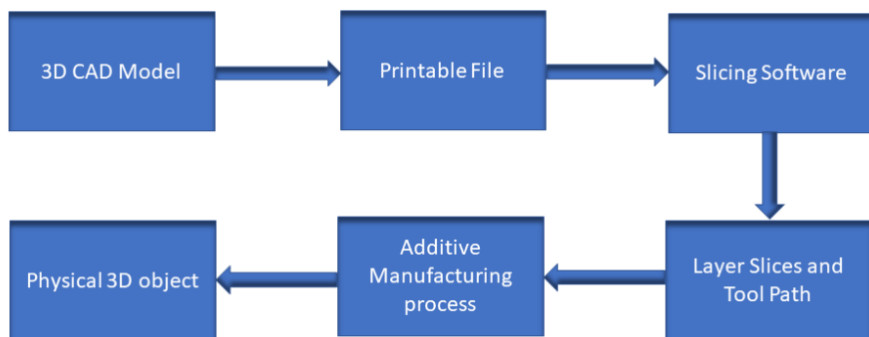 3D CAD Model
Printable File
Slicing Software
Layer Slices and
Tool Path
Additive
Manufacturing
process
Physical 3D object